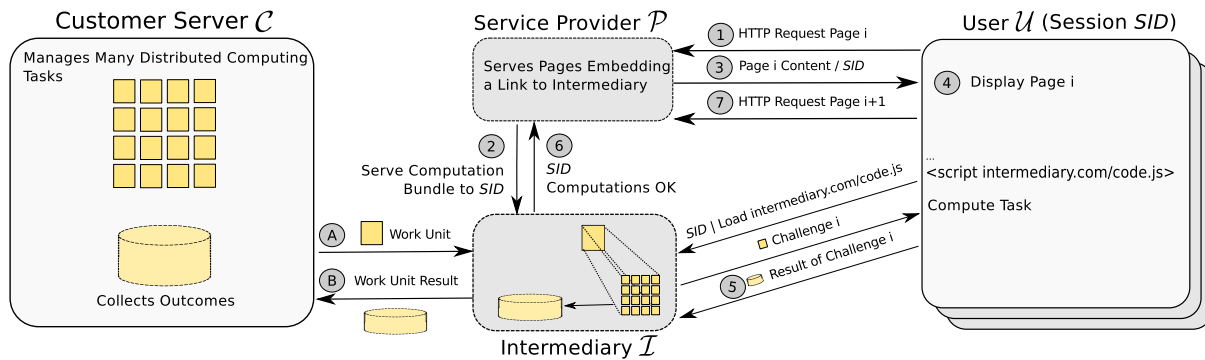 Customer Server C
Manages Many Distributed Computing
Tasks
Collects Outcomes
A
Work Unit
B
Work Unit Result
Service Provider P
Serves Pages Embedding
a Link to Intermediary
2
Serve Computation
Bundle to SID
6
SID
Computations OK
Intermediary I
1 HTTP Request Page i
3 Page i Content / SID
7 HTTP Request Page i+1
SID | Load intermediary.com/code.js
Challenge i
5 Result of Challenge i
User U (Session SID)
4 Display Page i
...
<script intermediary.com/code.js>
Compute Task